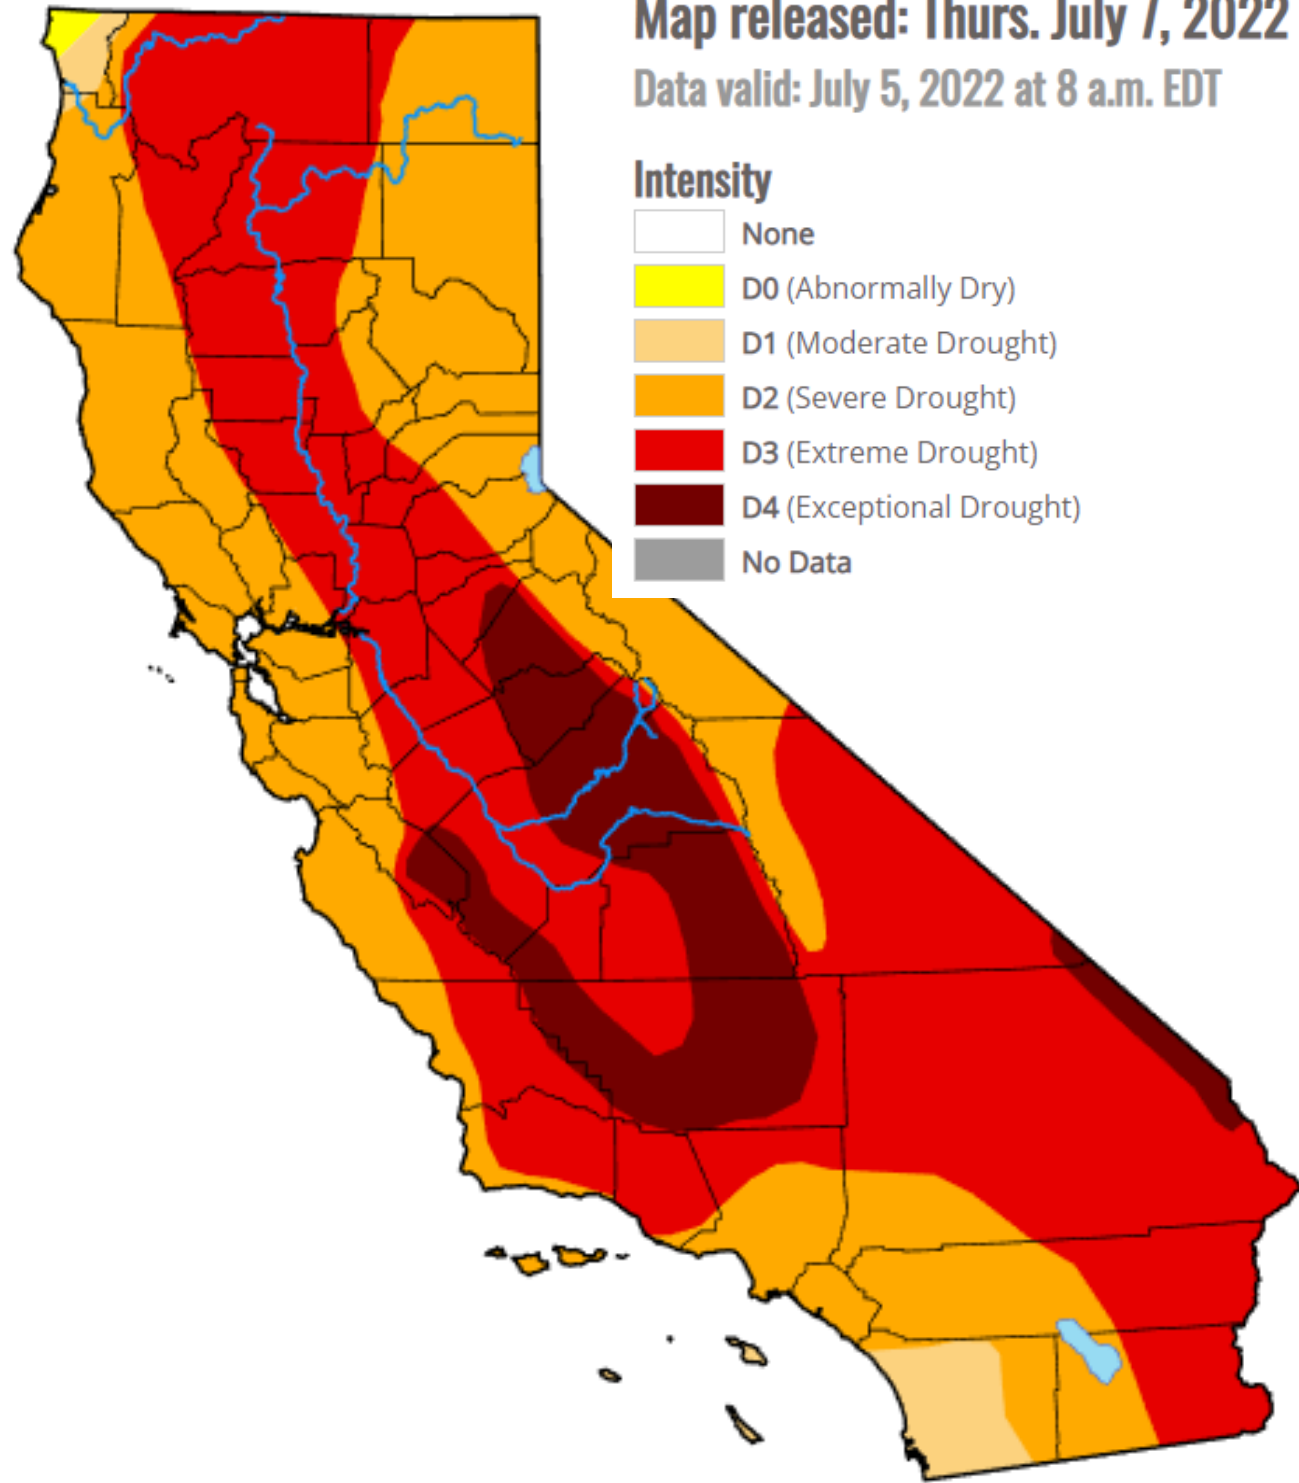 Map released: Thurs. July 7, 2022
Data valid: July 5, 2022 at 8 a.m. EDT
Intensity
None
D0 (Abnormally Dry)
D1 (Moderate Drought)
D2 (Severe Drought)
D3 (Extreme Drought)
D4 (Exceptional Drought)
No Data